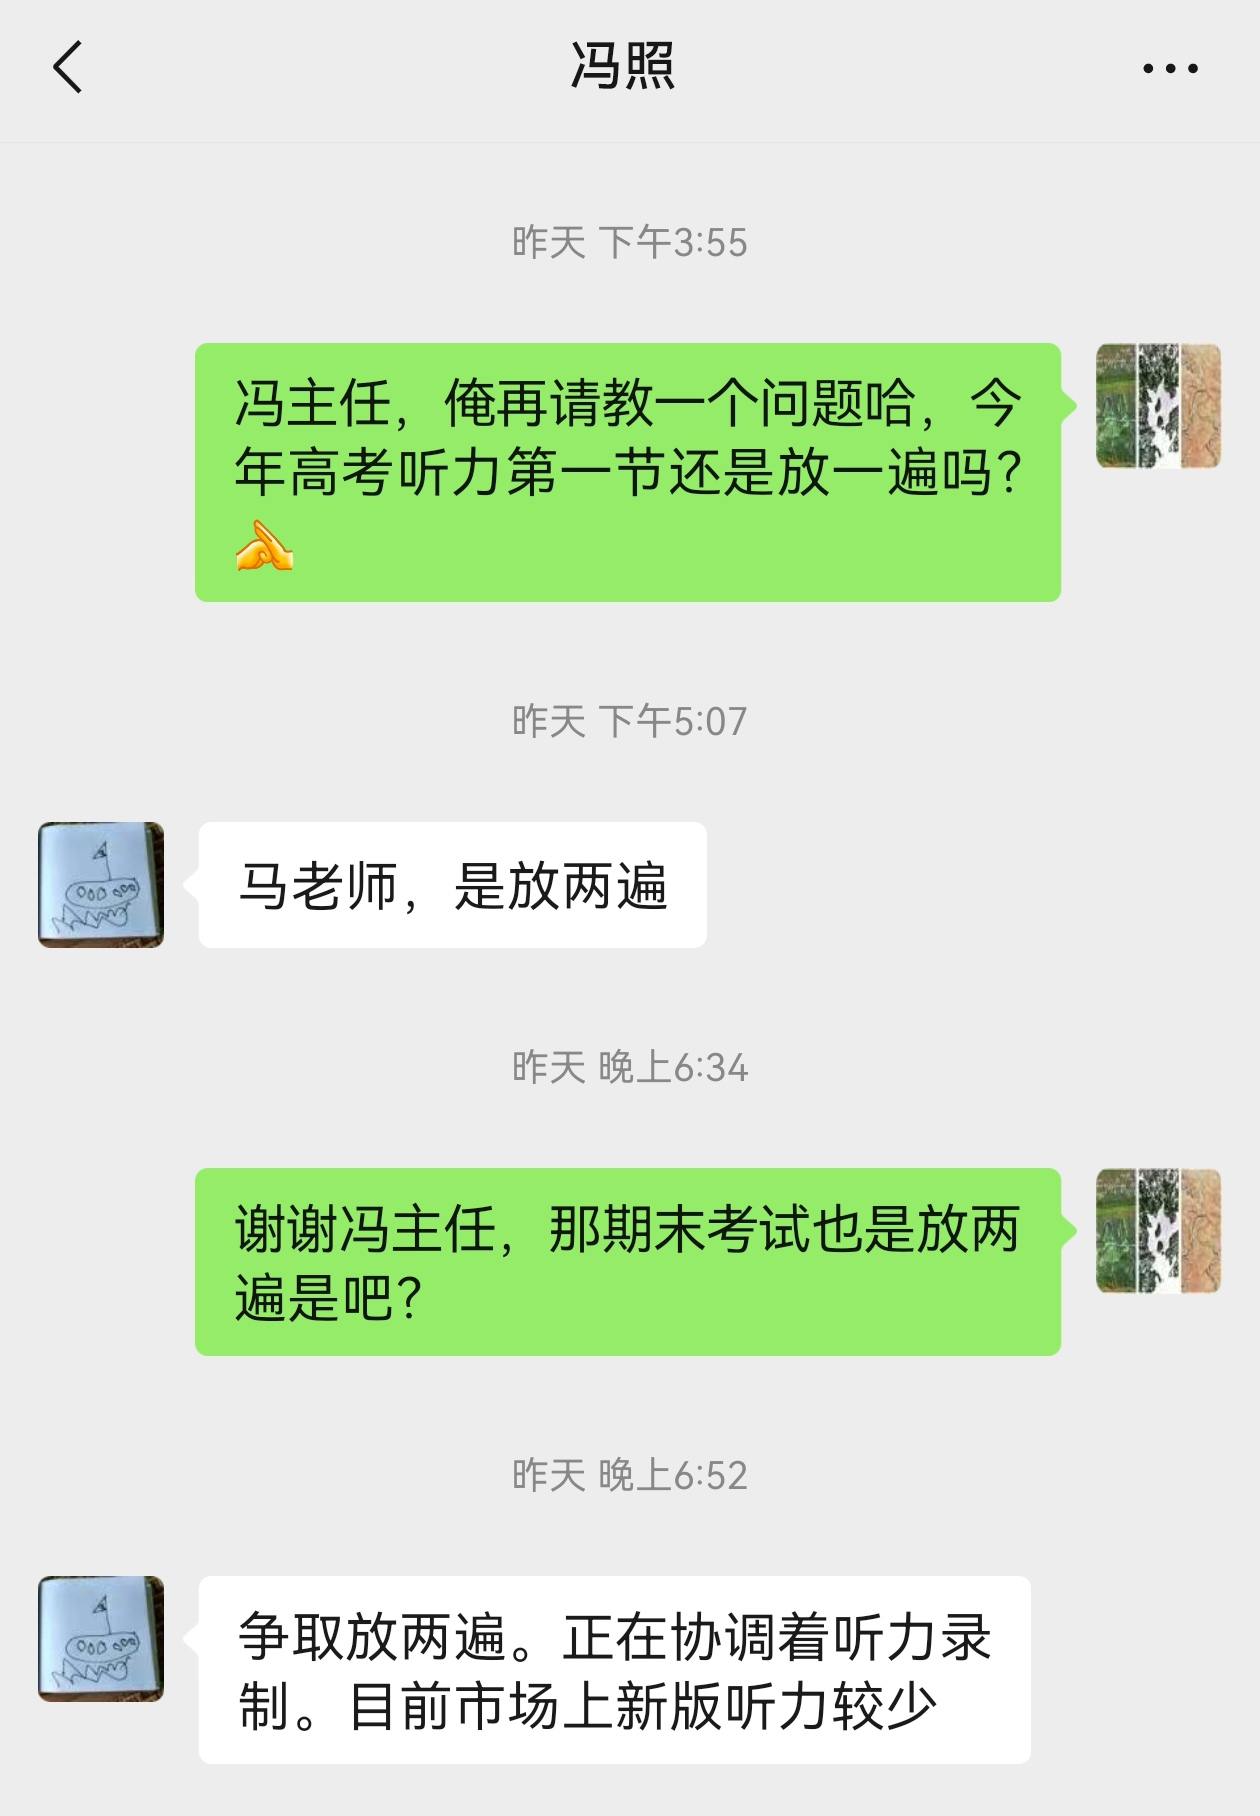 冯照
昨天 下午3:55
冯主任，俺再请教一个问题哈，今
年高考听力第一节还是放一遍吗？
昨天 下午5:07
马老师，是放两遍
昨天 晚上6:34
谢谢冯主任，那期末考试也是放两
遍是吧？
昨天 晚上6:52
争取放两遍。正在协调着听力录
制。目前市场上新版听力较少